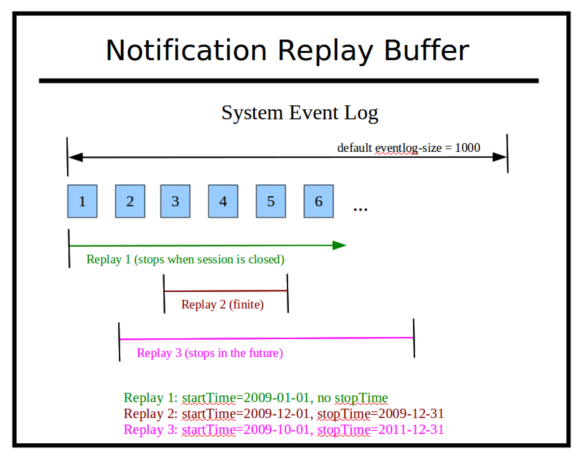 Notification Replay Buffer
System Event Log
default eventlog-size = 1000
1 2 3 4 5 6 ...
Replay 1 (stops when session is closed)
Replay 2 (finite)
Replay 3 (stops in the future)
Replay 1: startTime=2009-01-01, no stopTime
Replay 2: startTime=2009-12-01, stopTime=2009-12-31
Replay 3: startTime=2009-10-01, stopTime=2011-12-31